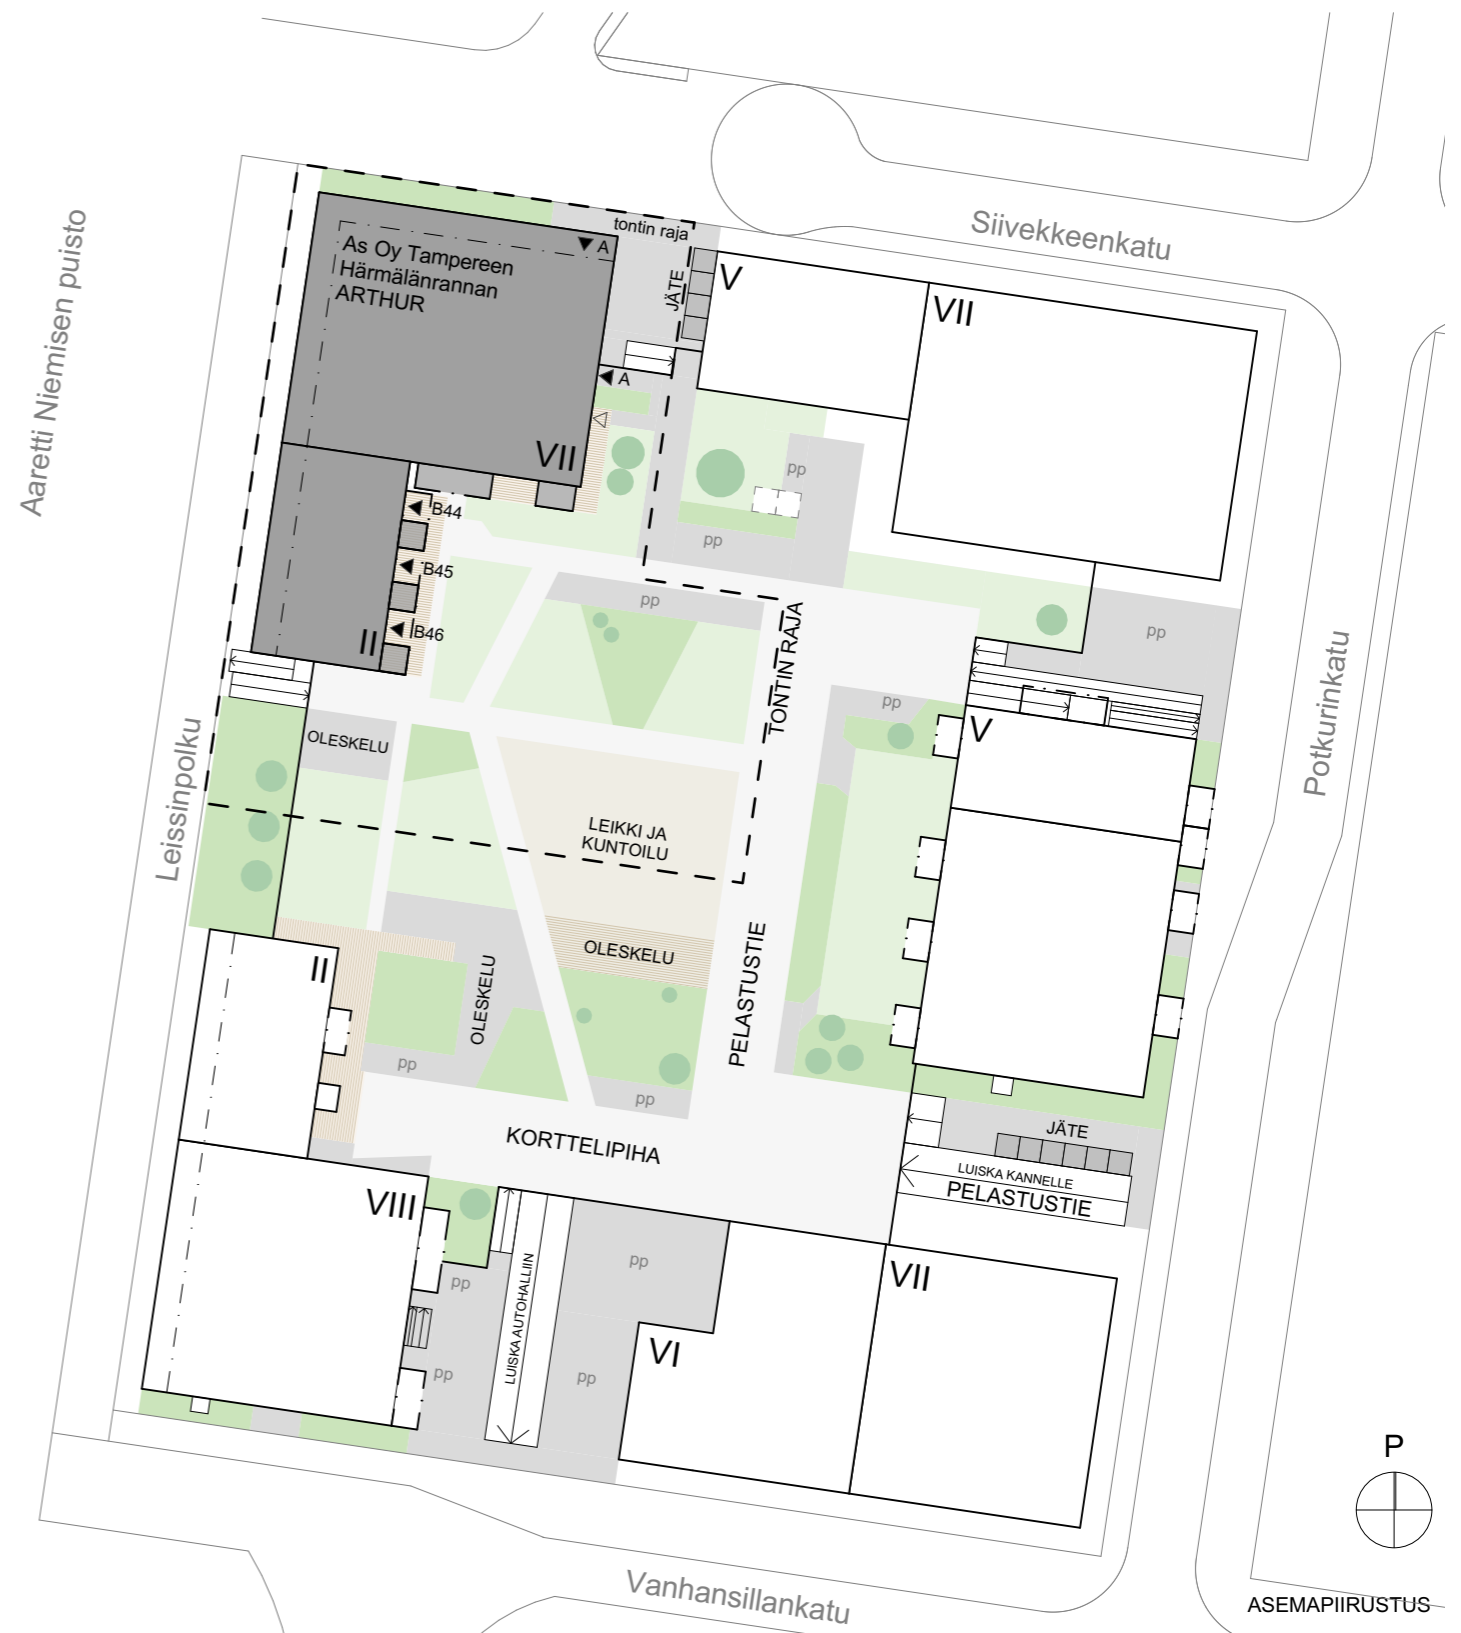 Siivekkeenkatu
Aaretti Niemisen puisto
tontin raja
A
As Oy Tampereen
Härmälänrannan
ARTHUR
JÄTE
V
VII
A
VII
pp
B44
pp
B45
pp
B46
II
TONTIN RAJA
pp
pp
V
OLESKELU
Leissinpolku
Potkurinkatu
LEIKKI JA
KUNTOILU
OLESKELU
II
OLESKELU
PELASTUSTIE
pp
pp
KORTTELIPIHA
JÄTE
LUISKA KANNELLE
PELASTUSTIE
VIII
LUISKA AUTOHALLIIN
pp
pp
VII
VI
pp
pp
P
Vanhansillankatu
ASEMAPIIRUSTUS